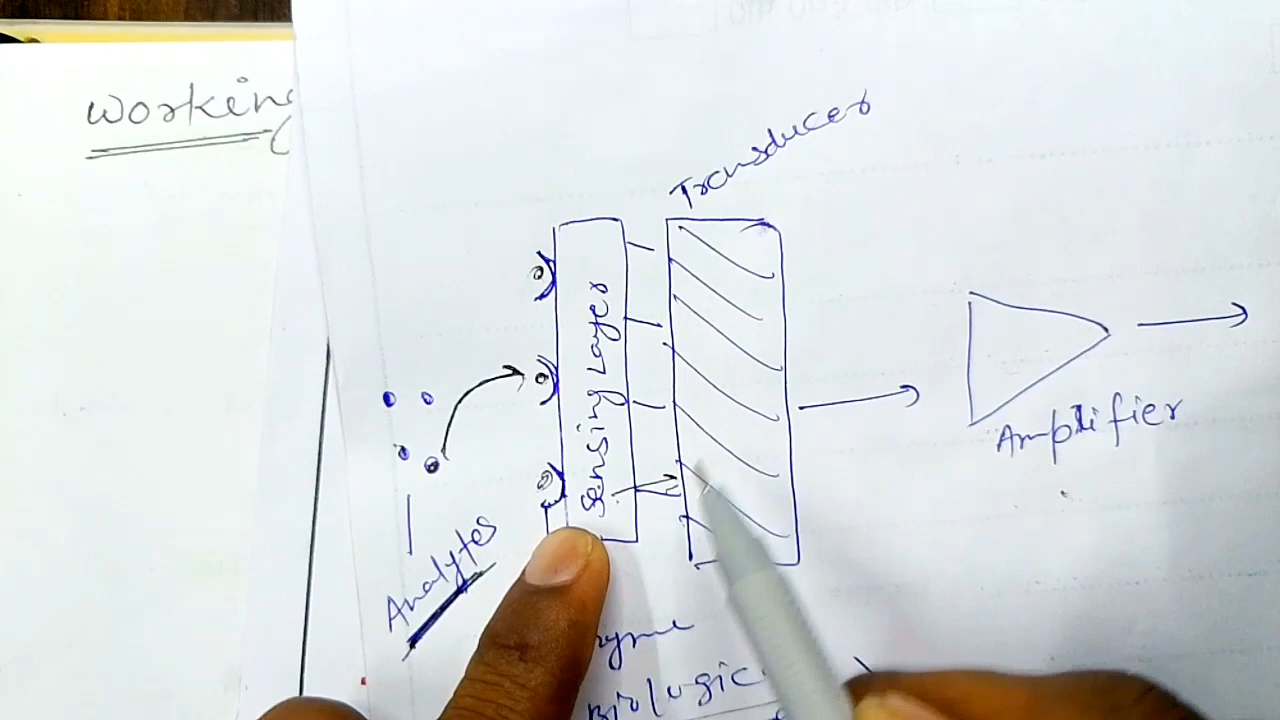 Working
Transducer
Sensing Layer
Amplifier
Analytes